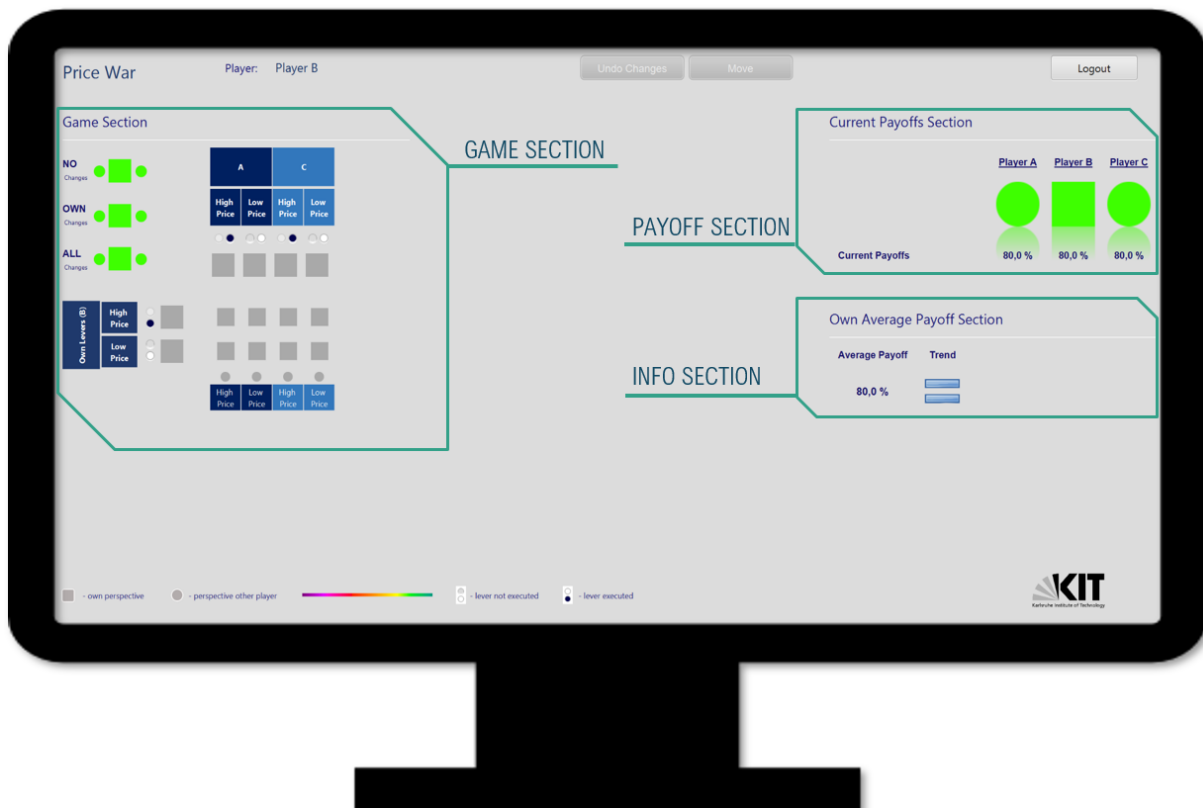 Price War
Player: Player B
Undo Changes
Move
Logout
Game Section
GAME SECTION
NO
Changes
OWN
Changes
ALL
Changes
A
C
High Price
Low Price
High Price
Low Price
Own Levers (B)
High Price
Low Price
High Price
Low Price
High Price
Low Price
Current Payoffs Section
PAYOFF SECTION
Player A
Player B
Player C
Current Payoffs
80,0 %
80,0 %
80,0 %
Own Average Payoff Section
INFO SECTION
Average Payoff
Trend
80,0 %
- own perspective
- perspective other player
- lever not executed
- lever executed
KIT
Karlsruhe Institute of Technology